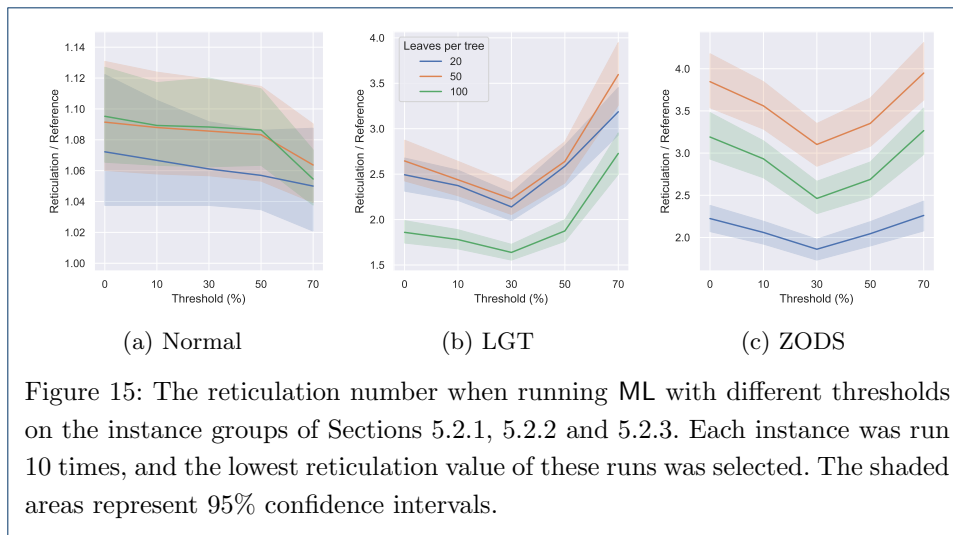 1.14
1.12
1.10
1.08
1.06
1.04
1.02
1.00
Reticulation / Reference
0 10 30 50 70
Threshold (%)
4.0
3.5
3.0
2.5
2.0
1.5
Reticulation / Reference
Leaves per tree
20
50
100
0 10 30 50 70
Threshold (%)
4.0
3.5
3.0
2.5
2.0
Reticulation / Reference
0 10 30 50 70
Threshold (%)
(a) Normal
(b) LGT
(c) ZODS
Figure 15: The reticulation number when running ML with different thresholds
on the instance groups of Sections 5.2.1, 5.2.2 and 5.2.3. Each instance was run
10 times, and the lowest reticulation value of these runs was selected. The shaded
areas represent 95% confidence intervals.